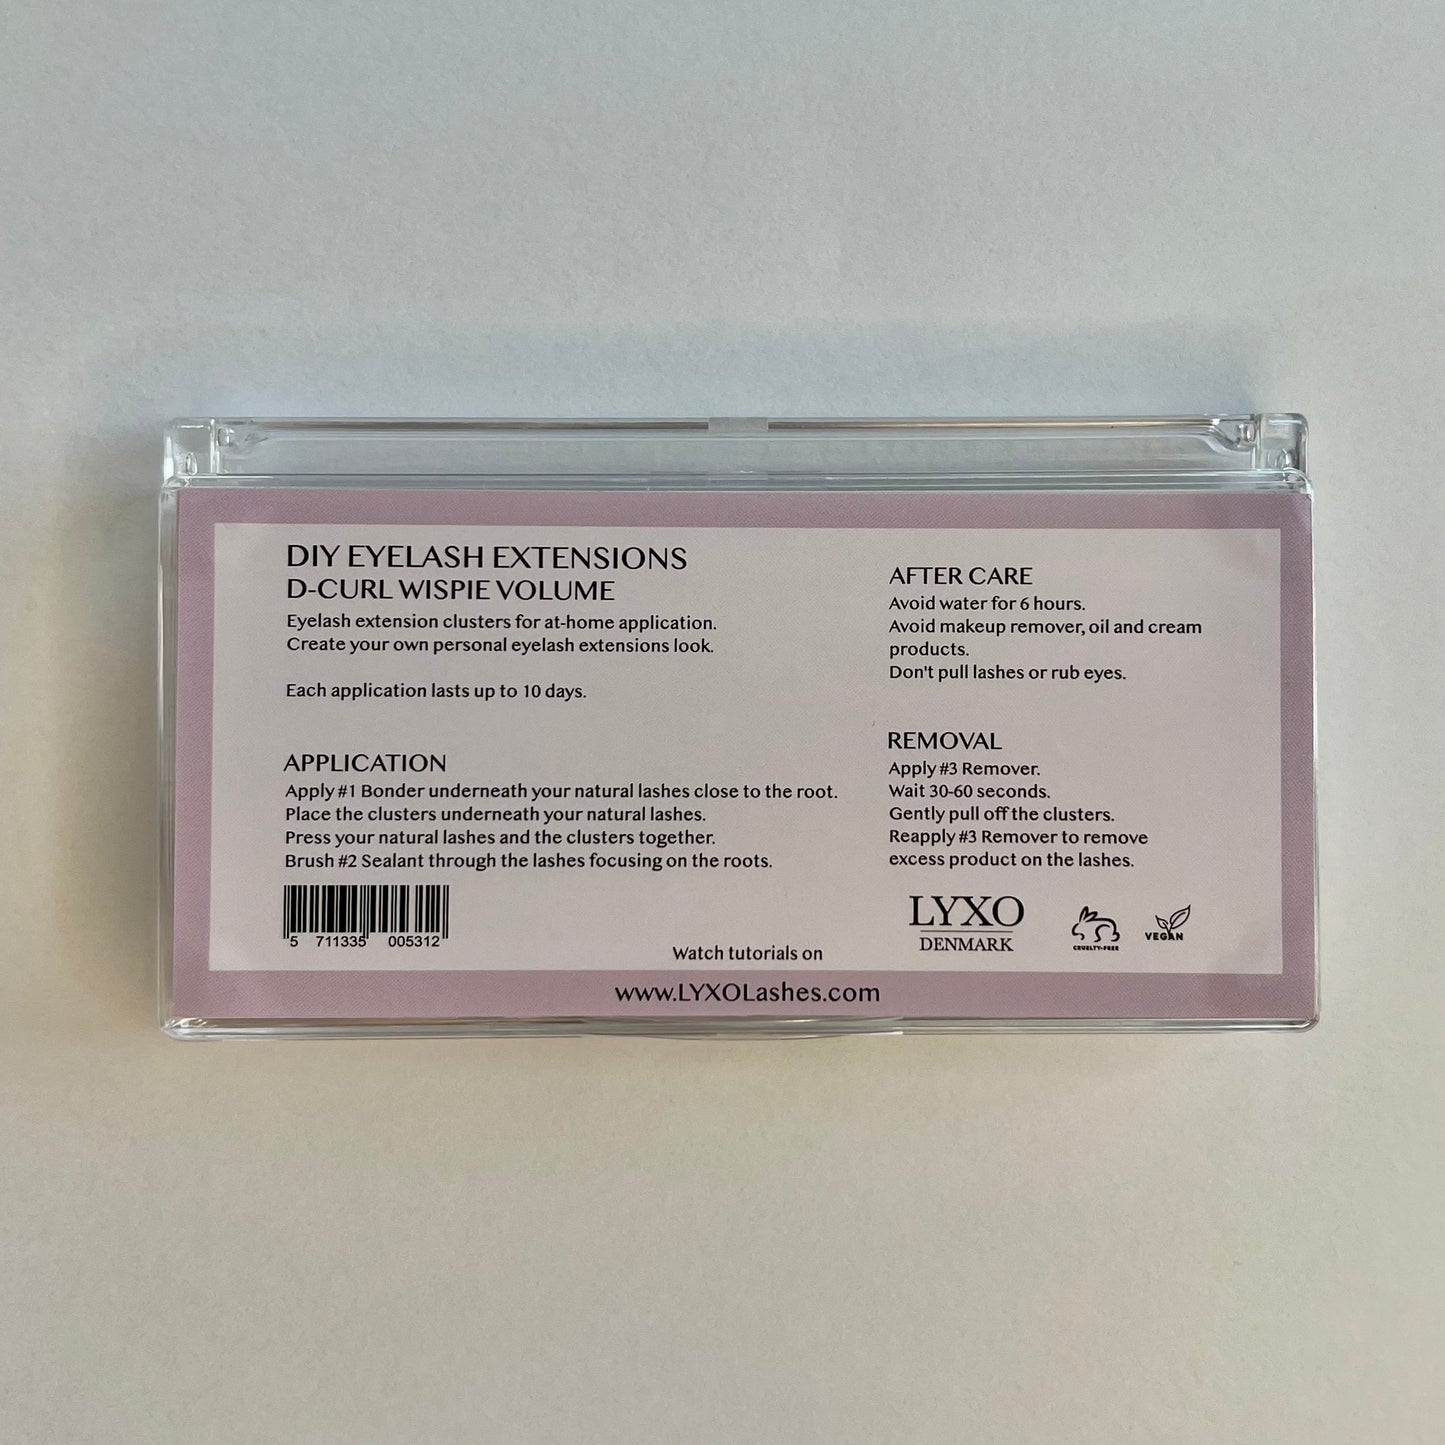 DIY EYELASH EXTENSIONS
D-CURL WISPIE VOLUME
Eyelash extension clusters for at-home application.
Create your own personal eyelash extensions look.
Each application lasts up to 10 days.
APPLICATION
Apply #1 Bonder underneath your natural lashes close to the root.
Place the clusters underneath your natural lashes.
Press your natural lashes and the clusters together.
Brush #2 Sealant through the lashes focusing on the roots.
5 711335 005312
AFTER CARE
Avoid water for 6 hours.
Avoid makeup remover, oil and cream
products.
Don't pull lashes or rub eyes.
REMOVAL
Apply #3 Remover.
Wait 30-60 seconds.
Gently pull off the clusters.
Reapply #3 Remover to remove
excess product on the lashes.
LYXO
DENMARK
CRUELTY-FREE
VEGAN
Watch tutorials on
www.LYXOLashes.com